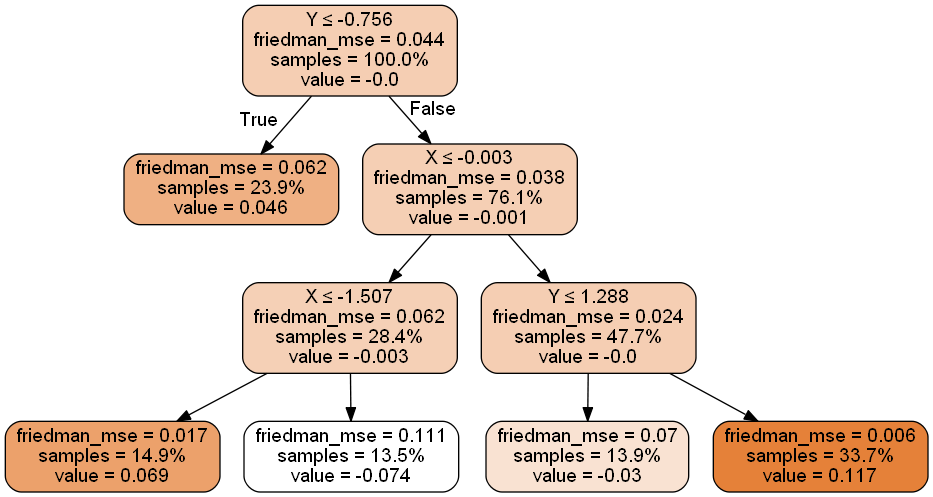 Y ≤ -0.756
friedman_mse = 0.044
samples = 100.0%
value = -0.0
True
False
friedman_mse = 0.062
samples = 23.9%
value = 0.046
X ≤ -0.003
friedman_mse = 0.038
samples = 76.1%
value = -0.001
X ≤ -1.507
friedman_mse = 0.062
samples = 28.4%
value = -0.003
Y ≤ 1.288
friedman_mse = 0.024
samples = 47.7%
value = -0.0
friedman_mse = 0.017
samples = 14.9%
value = 0.069
friedman_mse = 0.111
samples = 13.5%
value = -0.074
friedman_mse = 0.07
samples = 13.9%
value = -0.03
friedman_mse = 0.006
samples = 33.7%
value = 0.117